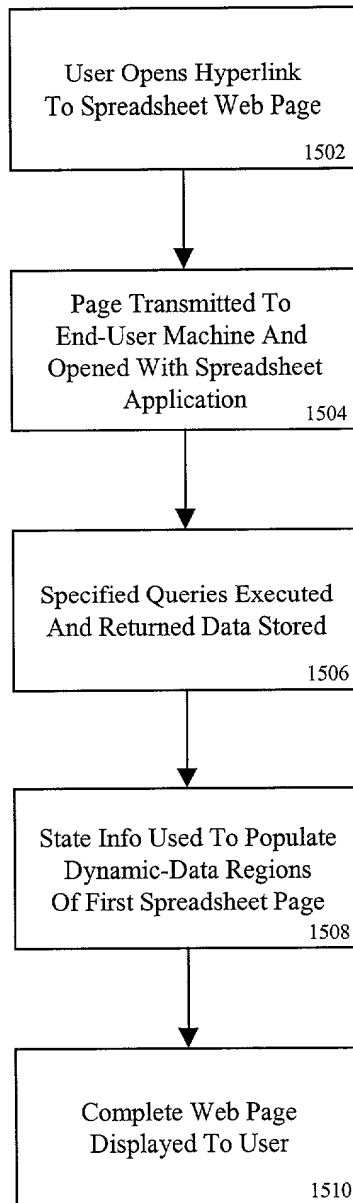 User Opens Hyperlink
To Spreadsheet Web Page
1502
Page Transmitted To
End-User Machine And
Opened With Spreadsheet
Application
1504
Specified Queries Executed
And Returned Data Stored
1506
State Info Used To Populate
Dynamic-Data Regions
Of First Spreadsheet Page
1508
Complete Web Page
Displayed To User
1510